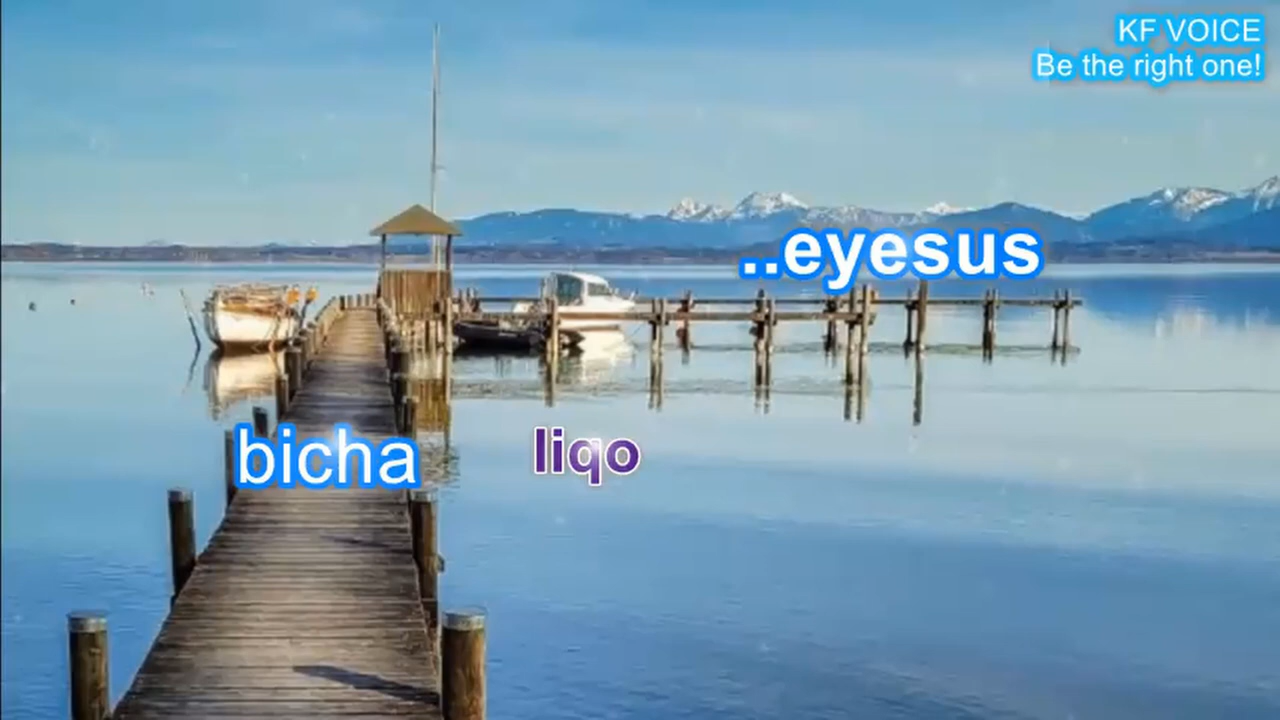 KF VOICE
Be the right one!
..eyesus
bicha
liqo